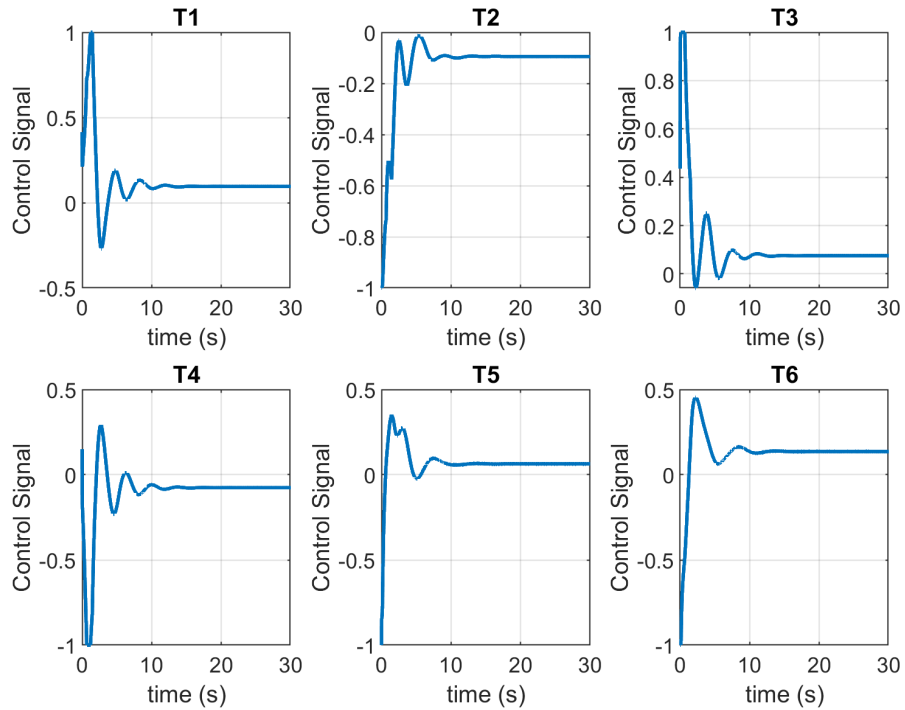 T1
T2
T3
1
0.5
0
-0.5
Control Signal
0 10 20 30
time (s)
0
-0.2
-0.4
-0.6
-0.8
-1
Control Signal
0 10 20 30
time (s)
1
0.8
0.6
0.4
0.2
0
Control Signal
0 10 20 30
time (s)
T4
T5
T6
0.5
0
-0.5
-1
Control Signal
0 10 20 30
time (s)
0.5
0
-0.5
-1
Control Signal
0 10 20 30
time (s)
0.5
0
-0.5
-1
Control Signal
0 10 20 30
time (s)